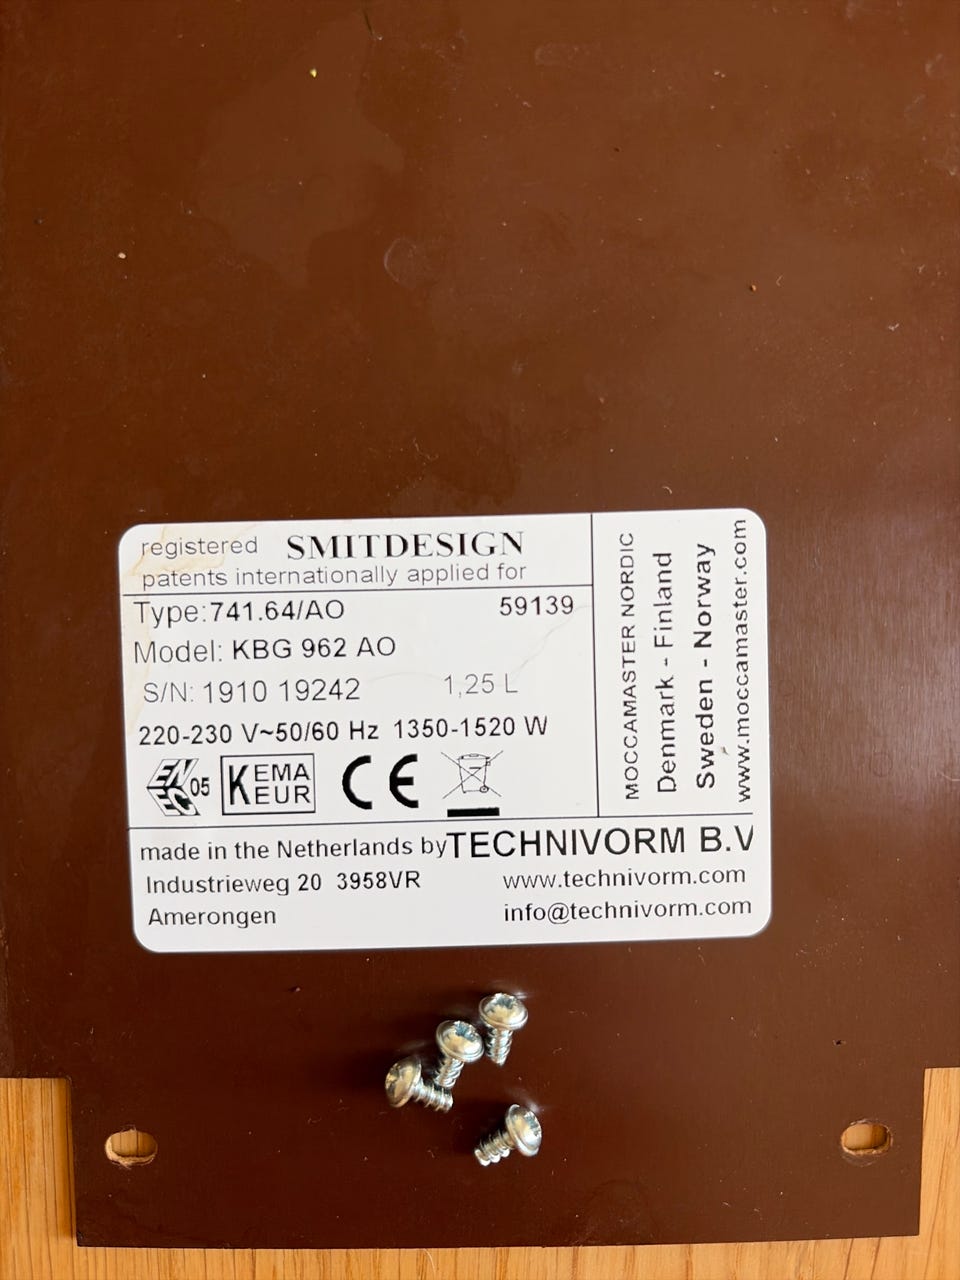 registered SMITDESIGN
patents internationally applied for
Type:741.64/AO 59139
Model: KBG 962 AO
S/N: 1910 19242 1,25 L
220-230 V~50/60 Hz 1350-1520 W
ENEC 05 KEMA KEUR CE
MOCCAMASTER NORDIC
Denmark - Finland
Sweden - Norway
www.moccamaster.com
made in the Netherlands by TECHNIVORM B.V
Industrieweg 20 3958VR www.technivorm.com
Amerongen info@technivorm.com